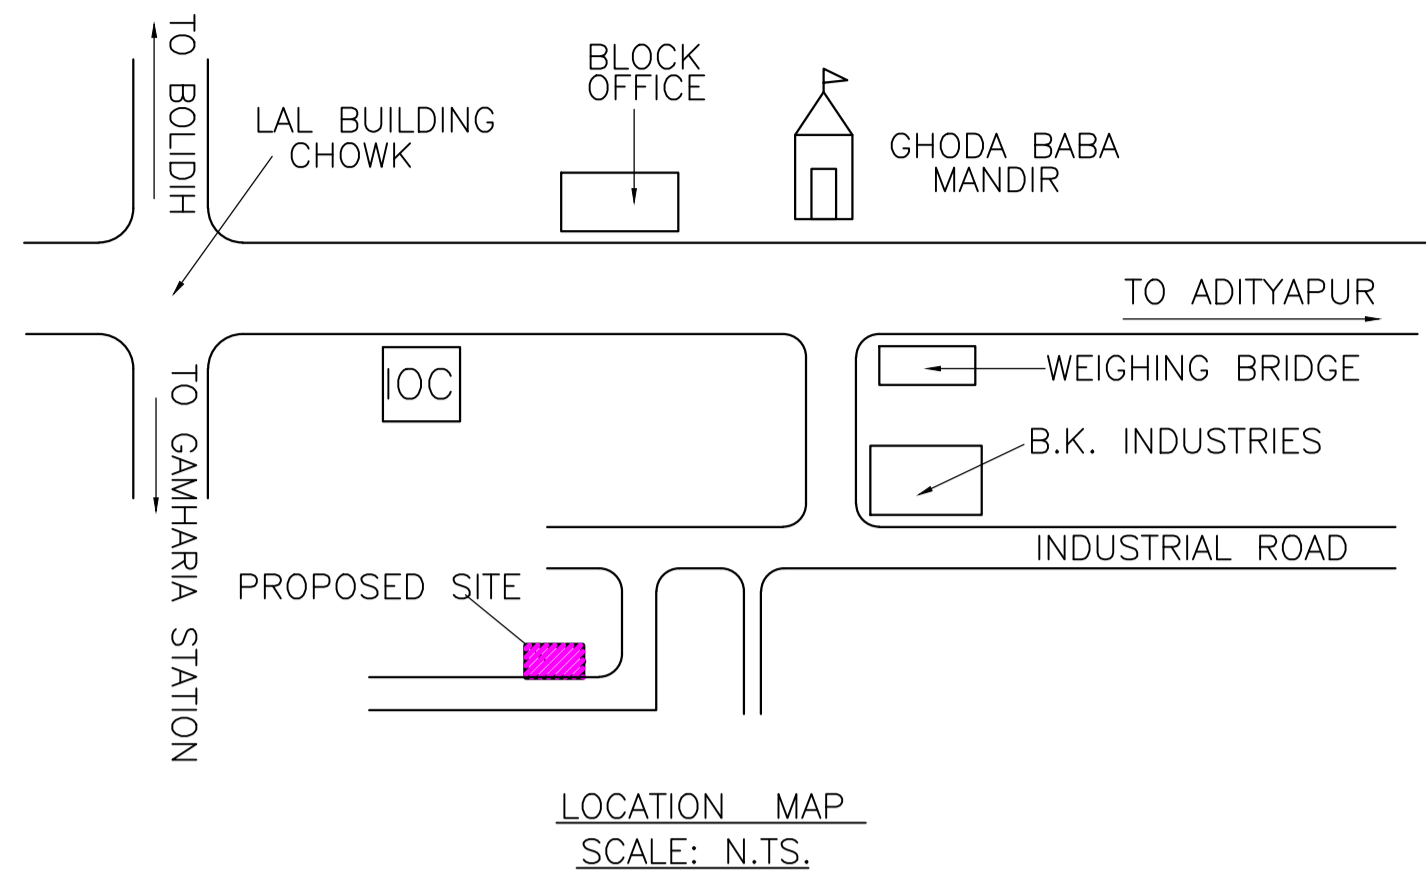 TO BOLIDIH
BLOCK
OFFICE
LAL BUILDING
CHOWK
GHODA BABA
MANDIR
TO ADITYAPUR
IOC
WEIGHING BRIDGE
TO GAMHARIA STATION
B.K. INDUSTRIES
INDUSTRIAL ROAD
PROPOSED SITE
LOCATION MAP
SCALE: N.TS.